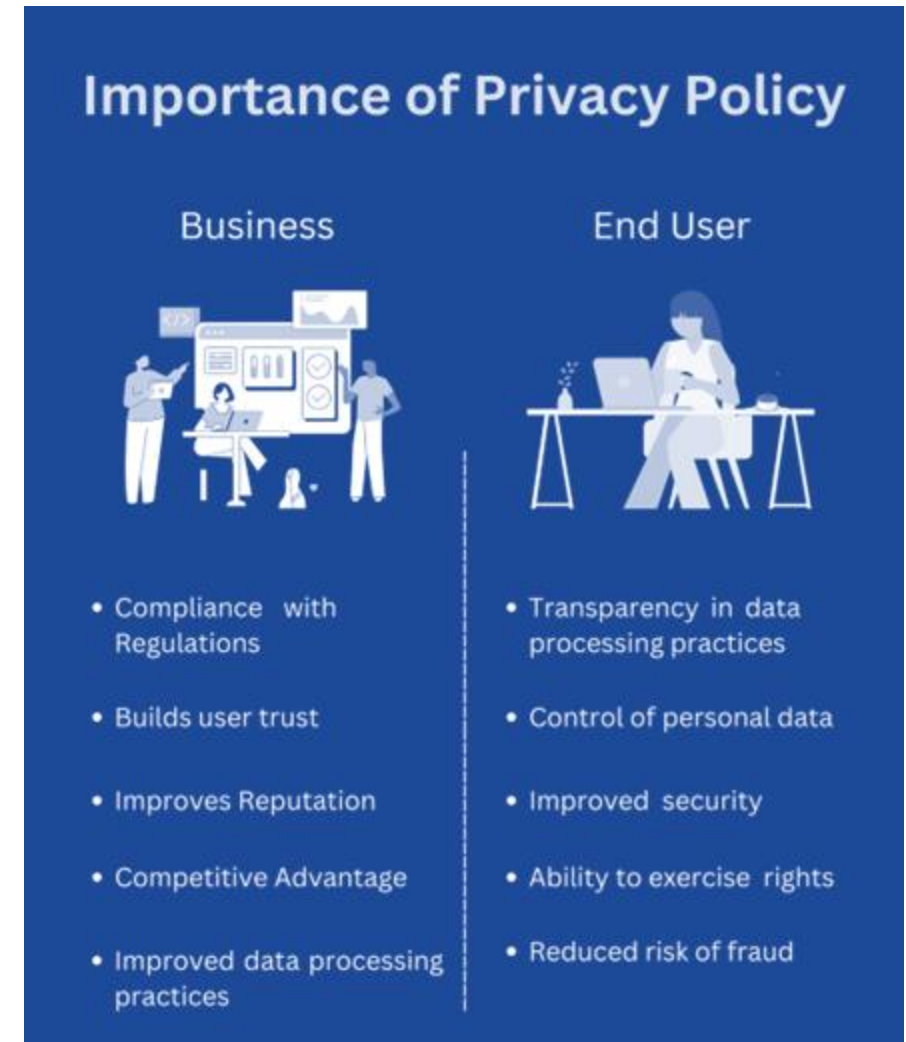 Importance of Privacy Policy
Business
</>
• Compliance with
Regulations
• Builds user trust
• Improves Reputation
• Competitive Advantage
• Improved data processing
practices
End User
• Transparency in data
processing practices
• Control of personal data
• Improved security
• Ability to exercise rights
• Reduced risk of fraud